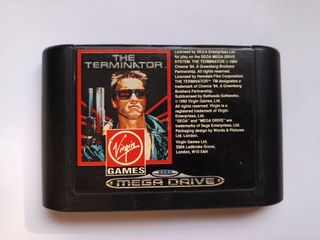 THE
TERMINATOR
Virgin
GAMES
Licensed by SEGA Enterprises Ltd.
for play on the SEGA MEGA DRIVE
SYSTEM. THE TERMINATOR © 1984
Cinema '84. A Greenberg Brothers
Partnership. All rights reserved.
Licensed by Hemdale Film Corporation.
THE TERMINATOR TM designates a
trademark of Cinema '84. A Greenberg
Brothers Partnership.
Sublicensed by Bethesda Softworks.
© 1992 Virgin Games, Ltd.
All rights reserved. Virgin is a
registered trademark of Virgin
Enterprises, Ltd.
"SEGA" and "MEGA DRIVE" are
trademarks of Sega Enterprises Ltd.
Packaging design by Words & Pictures
Ltd. London.
Virgin Games Ltd.
338A Ladbroke Grove,
London, W10 5AH
SEGA
MEGA DRIVE